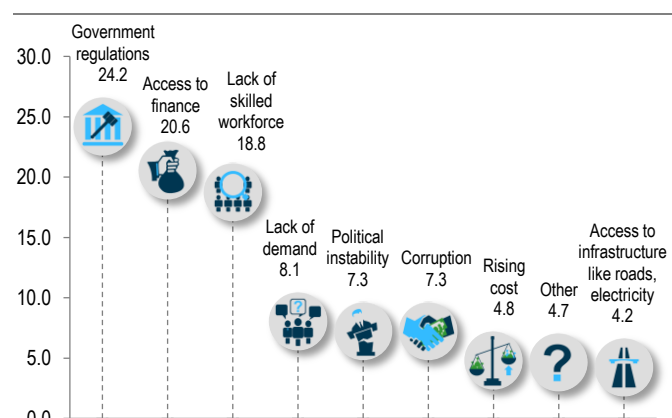 Government
regulations
24.2
Access to
finance
20.6
Lack of
skilled
workforce
18.8
Lack of
demand
8.1
Political
instability
7.3
Corruption
7.3
Rising
cost
4.8
Other
4.7
Access to
infrastructure
like roads,
electricity
4.2
30.0
25.0
20.0
15.0
10.0
5.0
0.0
?
?